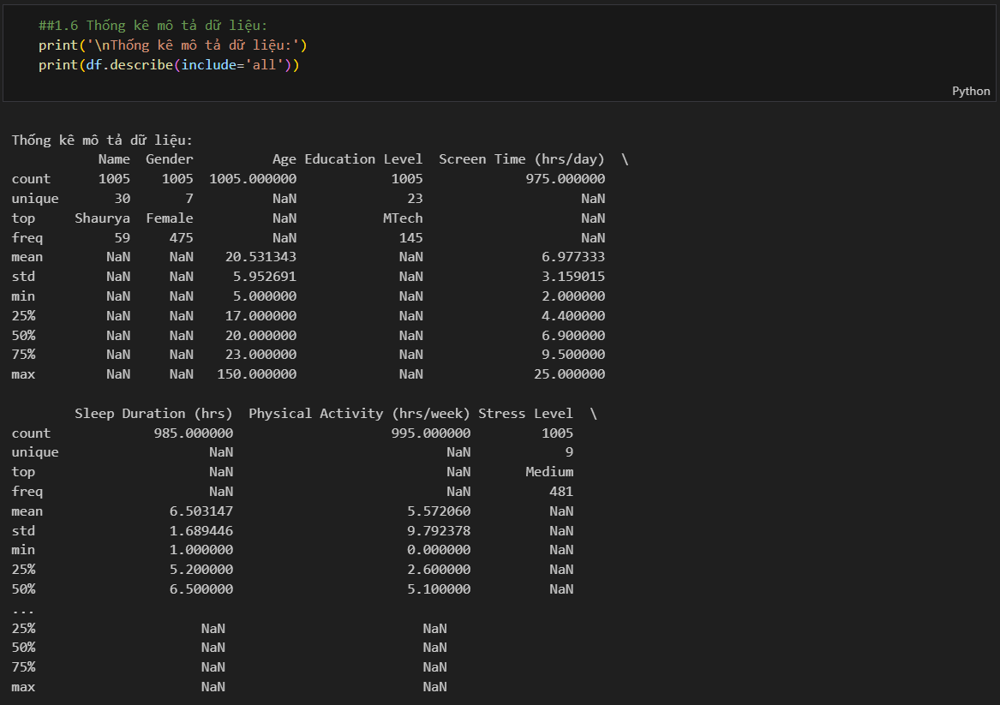 ##1.6 Thống kê mô tả dữ liệu:
print('\nThống kê mô tả dữ liệu:')
print(df.describe(include='all'))
Python
Thống kê mô tả dữ liệu:
Name Gender Age Education Level Screen Time (hrs/day) \
count 1005 1005 1005.000000 1005 975.000000
unique 30 7 NaN 23 NaN
top Shaurya Female NaN MTech NaN
freq 59 475 NaN 145 NaN
mean NaN NaN 20.531343 NaN 6.977333
std NaN NaN 5.952691 NaN 3.159015
min NaN NaN 5.000000 NaN 2.000000
25% NaN NaN 17.000000 NaN 4.400000
50% NaN NaN 20.000000 NaN 6.900000
75% NaN NaN 23.000000 NaN 9.500000
max NaN NaN 150.000000 NaN 25.000000
Sleep Duration (hrs) Physical Activity (hrs/week) Stress Level \
count 985.000000 995.000000 1005
unique NaN NaN 9
top NaN NaN Medium
freq NaN NaN 481
mean 6.503147 5.572060 NaN
std 1.689446 9.792378 NaN
min 1.000000 0.000000 NaN
25% 5.200000 2.600000 NaN
50% 6.500000 5.100000 NaN
...
25% NaN NaN
50% NaN NaN
75% NaN NaN
max NaN NaN